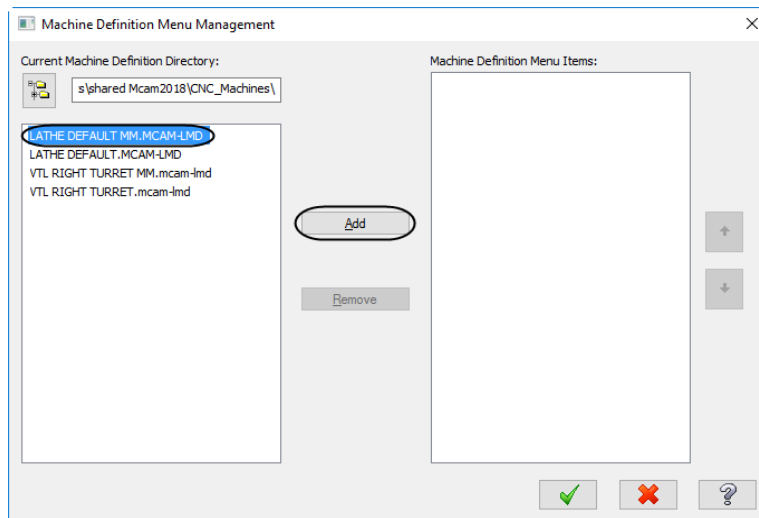 Machine Definition Menu Management
Current Machine Definition Directory:
s\shared Mcam2018\CNC_Machines\
LATHE DEFAULT MM.MCAM-LMD
LATHE DEFAULT.MCAM-LMD
VTL RIGHT TURRET MM.mcam-lmd
VTL RIGHT TURRET.mcam-lmd
Add
Remove
Machine Definition Menu Items: